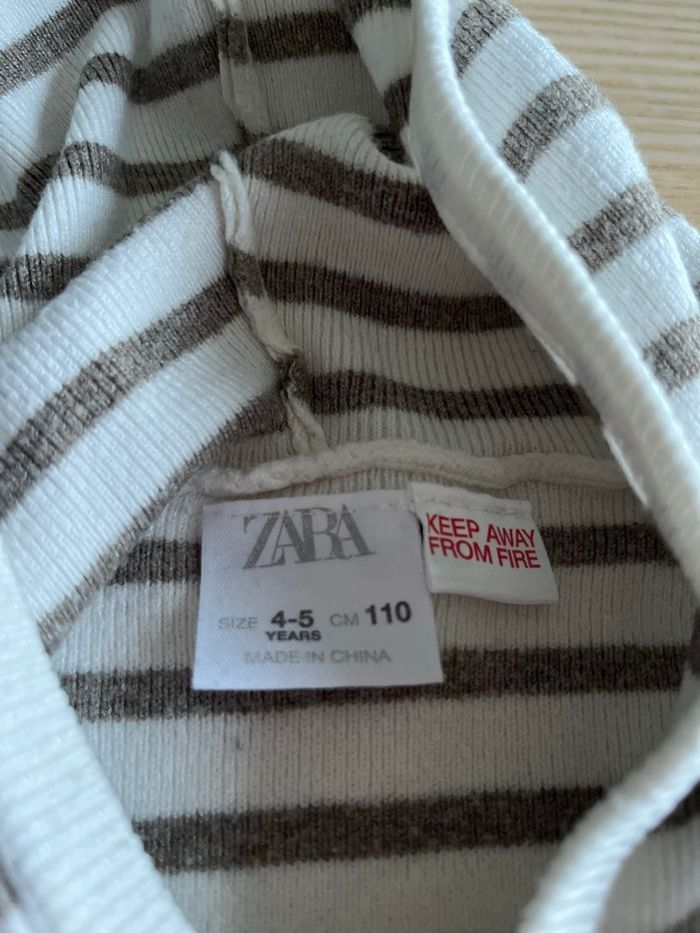 ZARA
SIZE 4-5 CM 110
YEARS
MADE IN CHINA
KEEP AWAY
FROM FIRE